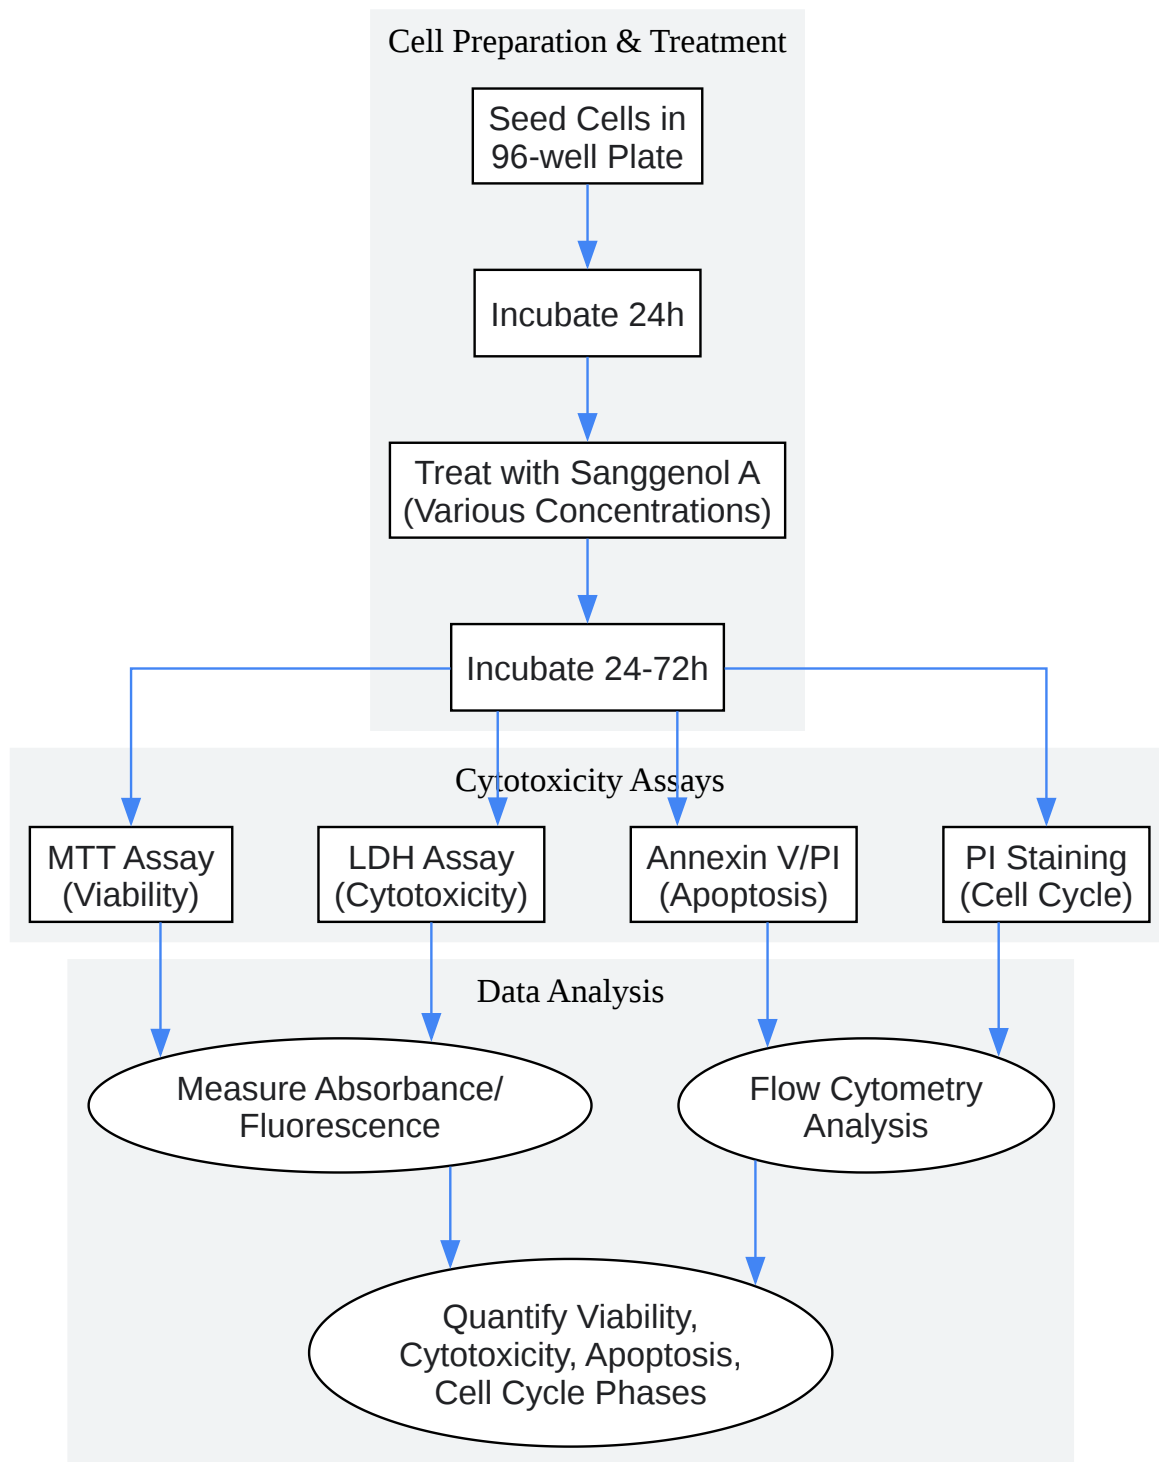 Cell Preparation & Treatment
Seed Cells in
96-well Plate
Incubate 24h
Treat with Sanggenol A
(Various Concentrations)
Incubate 24-72h
Cytotoxicity Assays
MTT Assay
(Viability)
LDH Assay
(Cytotoxicity)
Annexin V/PI
(Apoptosis)
PI Staining
(Cell Cycle)
Data Analysis
Measure Absorbance/
Fluorescence
Flow Cytometry
Analysis
Quantify Viability,
Cytotoxicity, Apoptosis,
Cell Cycle Phases